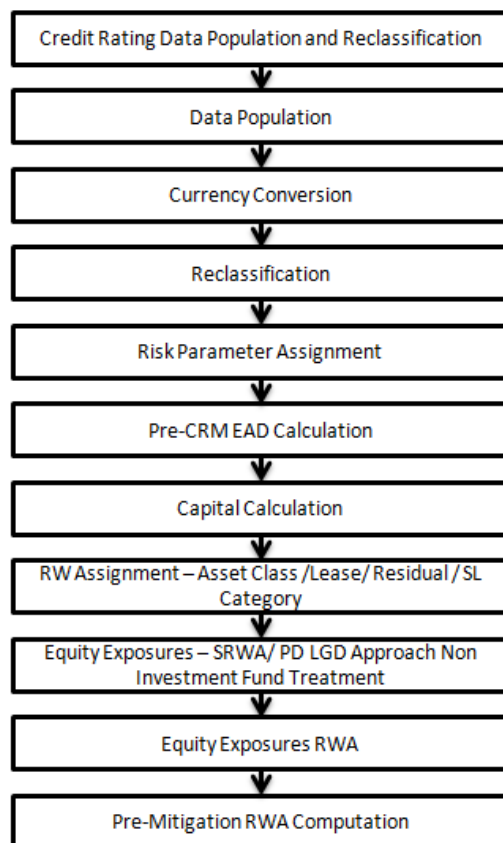 Credit Rating Data Population and Reclassification
Data Population
Currency Conversion
Reclassification
Risk Parameter Assignment
Pre-CRM EAD Calculation
Capital Calculation
RW Assignment – Asset Class /Lease/ Residual / SL
Category
Equity Exposures – SRWA/ PD LGD Approach Non
Investment Fund Treatment
Equity Exposures RWA
Pre-Mitigation RWA Computation